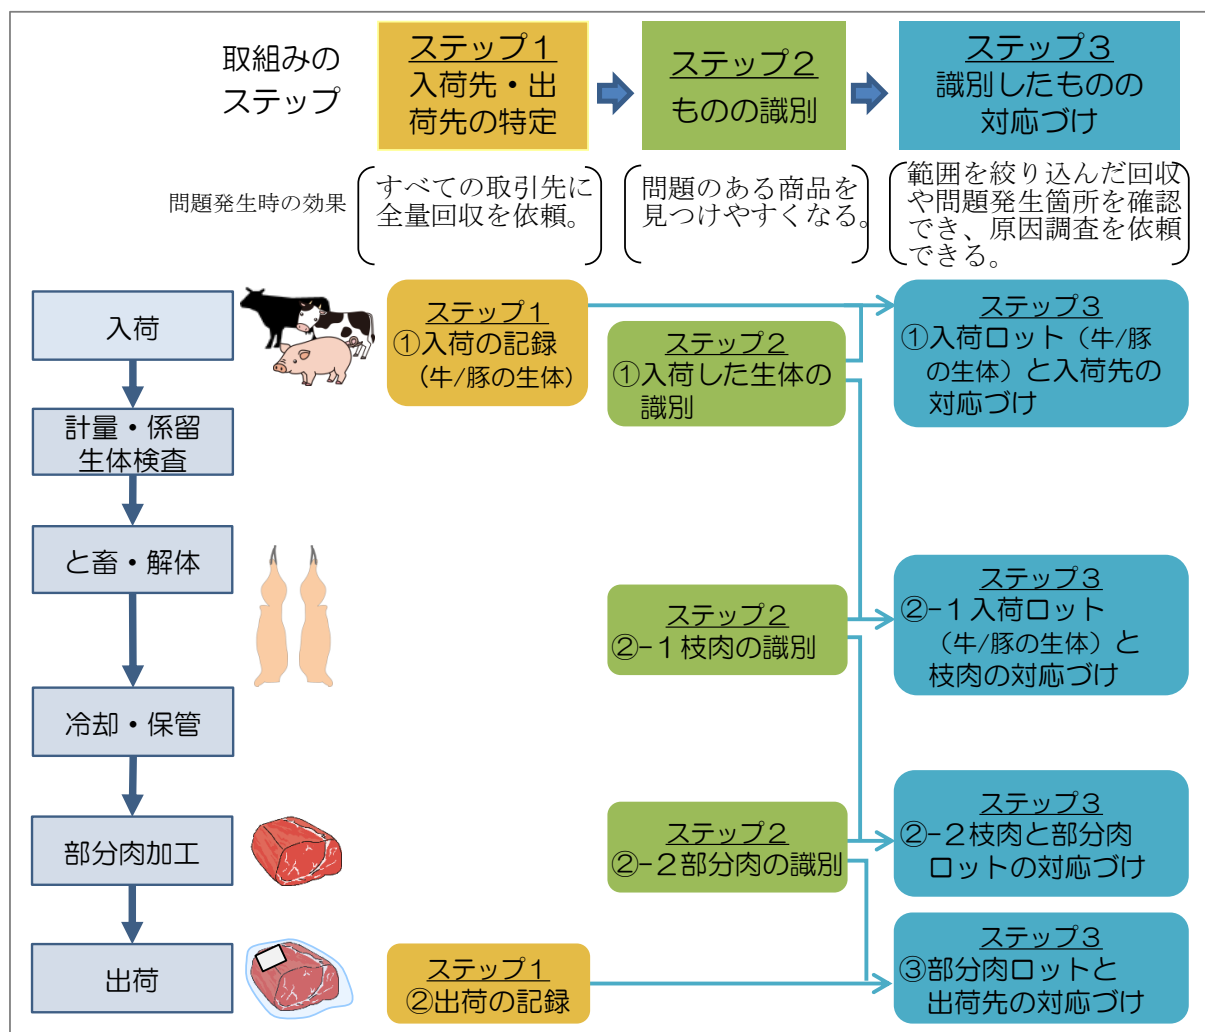 取組みの
ステップ
ステップ１
入荷先・出
荷先の特定
ステップ２
ものの識別
ステップ３
識別したものの
対応づけ
問題発生時の効果
すべての取引先に
全量回収を依頼。
問題のある商品を
見つけやすくなる。
範囲を絞り込んだ回収
や問題発生箇所を確認
でき、原因調査を依頼
できる。
入荷
ステップ１
①入荷の記録
（牛/豚の生体）
ステップ２
①入荷した生体の
識別
ステップ３
①入荷ロット（牛/豚
の生体）と入荷先の
対応づけ
計量・係留
生体検査
と畜・解体
ステップ２
②-１枝肉の識別
ステップ３
②-１入荷ロット
（牛/豚の生体）と
枝肉の対応づけ
冷却・保管
部分肉加工
ステップ２
②-２部分肉の識別
ステップ３
②-２枝肉と部分肉
ロットの対応づけ
出荷
ステップ１
②出荷の記録
ステップ３
③部分肉ロットと
出荷先の対応づけ